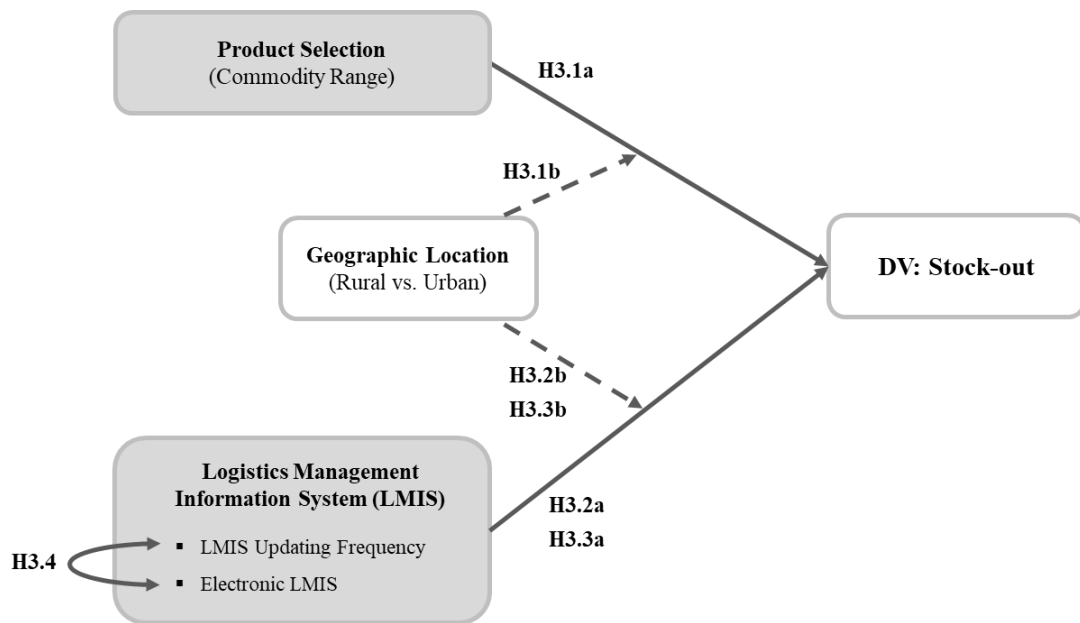 Product Selection
(Commodity Range)
H3.1a
H3.1b
Geographic Location
(Rural vs. Urban)
DV: Stock-out
H3.2b
H3.3b
Logistics Management
Information System (LMIS)
▪ LMIS Updating Frequency
▪ Electronic LMIS
H3.2a
H3.3a
H3.4